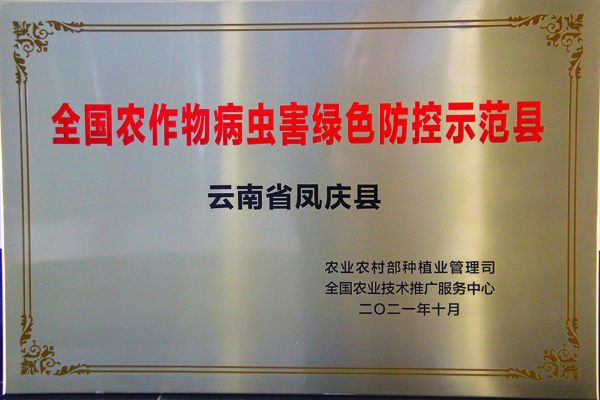 全国农作物病虫害绿色防控示范县
云南省凤庆县
农业农村部种植业管理司
全国农业技术推广服务中心
二〇二一年十月